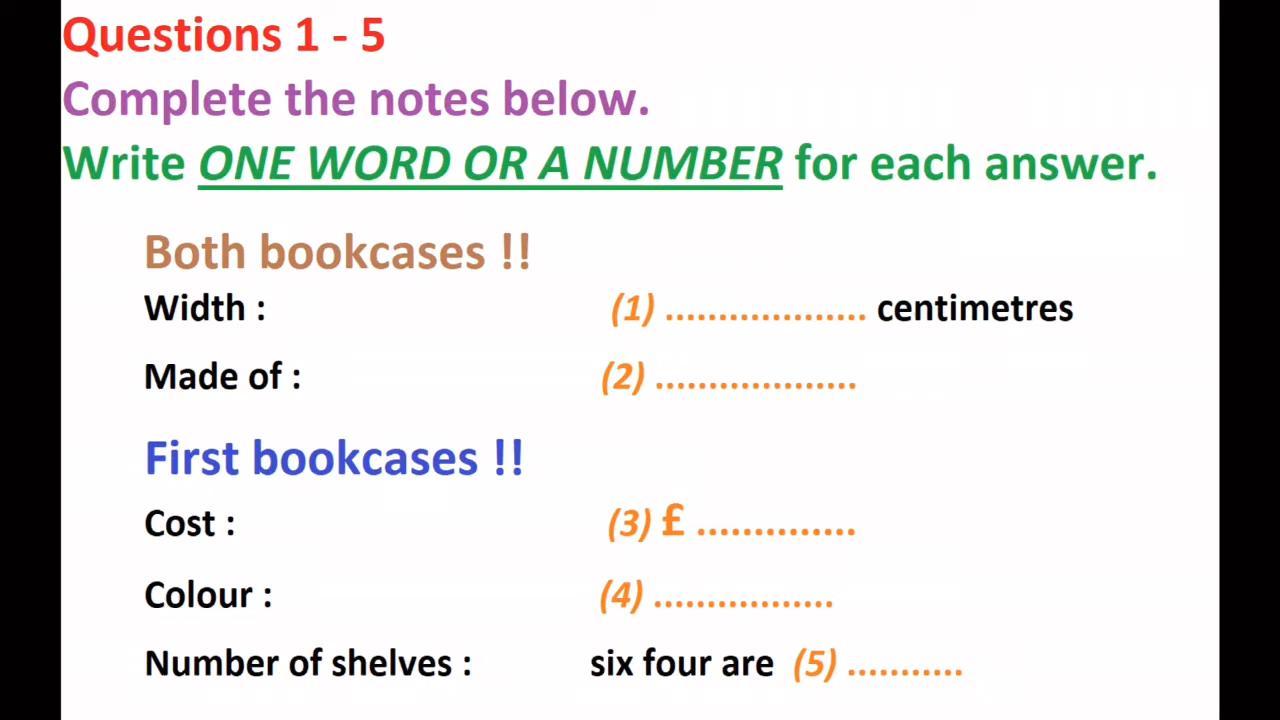 Questions 1 - 5
Complete the notes below.
Write ONE WORD OR A NUMBER for each answer.
Both bookcases !!
Width : (1) ................... centimetres
Made of : (2) ...................
First bookcases !!
Cost : (3) £ ..............
Colour : (4) .................
Number of shelves : six four are (5) ...........